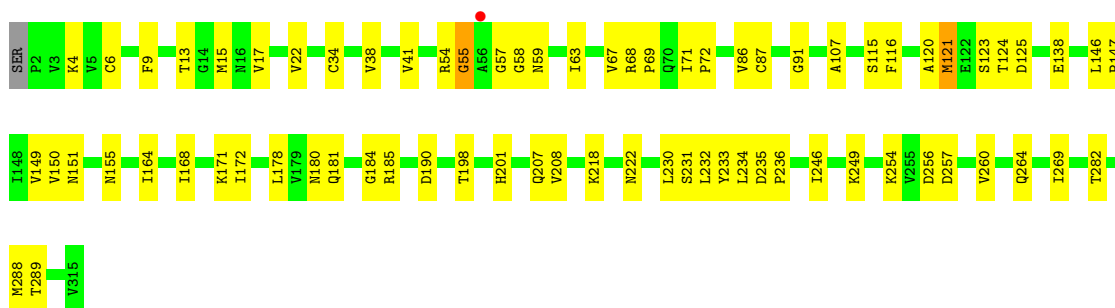 SER P2 V3 K4 V5 C6 F9 T13 G14 M15 N16 V17 V22 C34 V38 V41 R54 G55 A56 G57 G58 N59 I63 V67 R68 P69 Q70 I71 P72 V86 C87 G91 A107 S115 F116 A120 M121 E122 S123 T124 D125 E138 L146
I148 V149 V150 N151 N155 I164 I168 K171 I172 L178 V179 N180 Q181 G184 R185 D190 T198 H201 Q207 V208 K218 N222 L230 S231 L232 Y233 L234 D235 P236 I246 K249 K254 V255 D256 D257 V260 Q264 I269 T282
M288 T289 V315